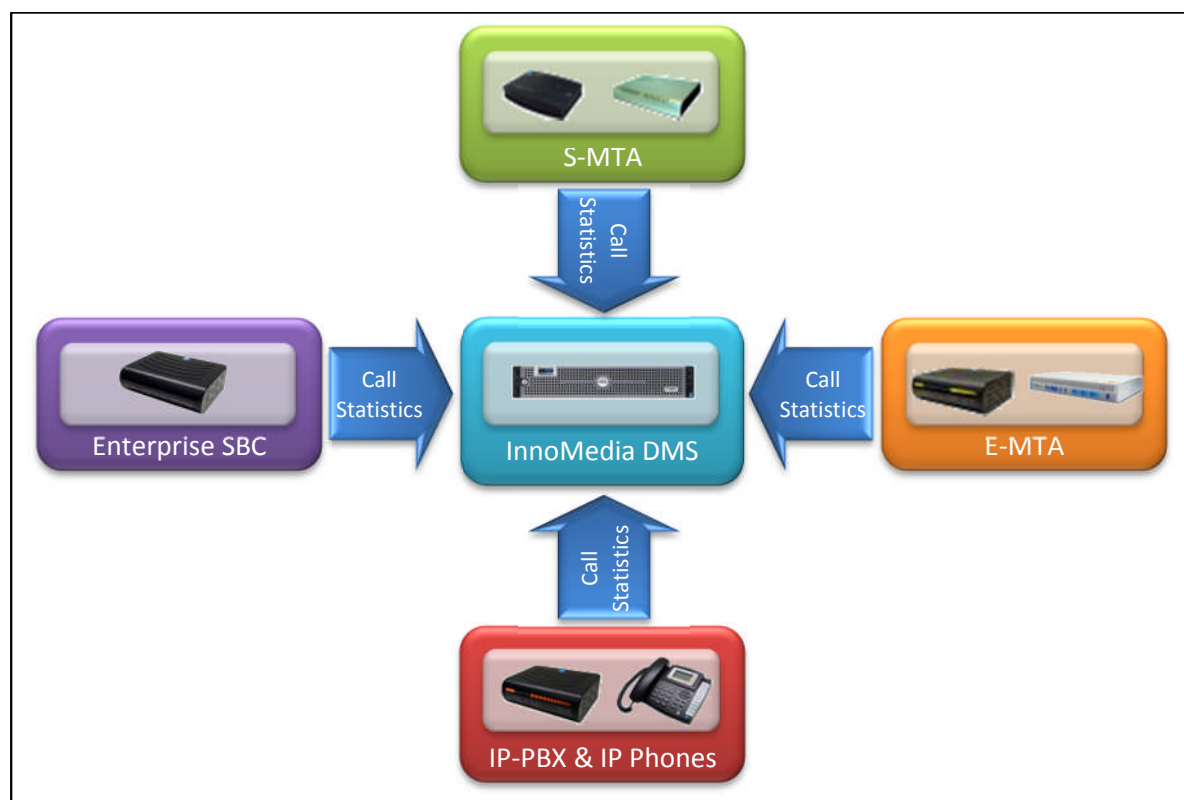 S-MTA
Call
Statistics
Call
Statistics
Enterprise SBC
InnoMedia DMS
Call
Statistics
E-MTA
Call
Statistics
IP-PBX & IP Phones